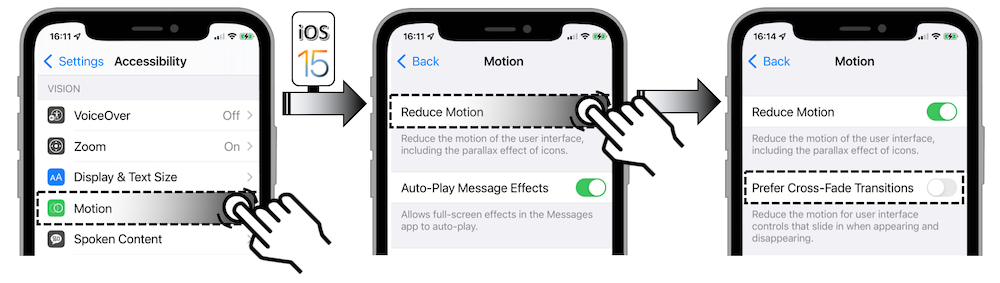 16:11
Settings Accessibility
VISION
VoiceOver Off
Zoom On
AA Display & Text Size
Motion
Spoken Content
iOS
15
16:11
Back Motion
Reduce Motion
Reduce the motion of the user interface,
including the parallax effect of icons.
Auto-Play Message Effects
Allows full-screen effects in the Messages
app to auto-play.
16:14
Back Motion
Reduce Motion
Reduce the motion of the user interface,
including the parallax effect of icons.
Prefer Cross-Fade Transitions
Reduce the motion for user interface
controls that slide in when appearing and
disappearing.